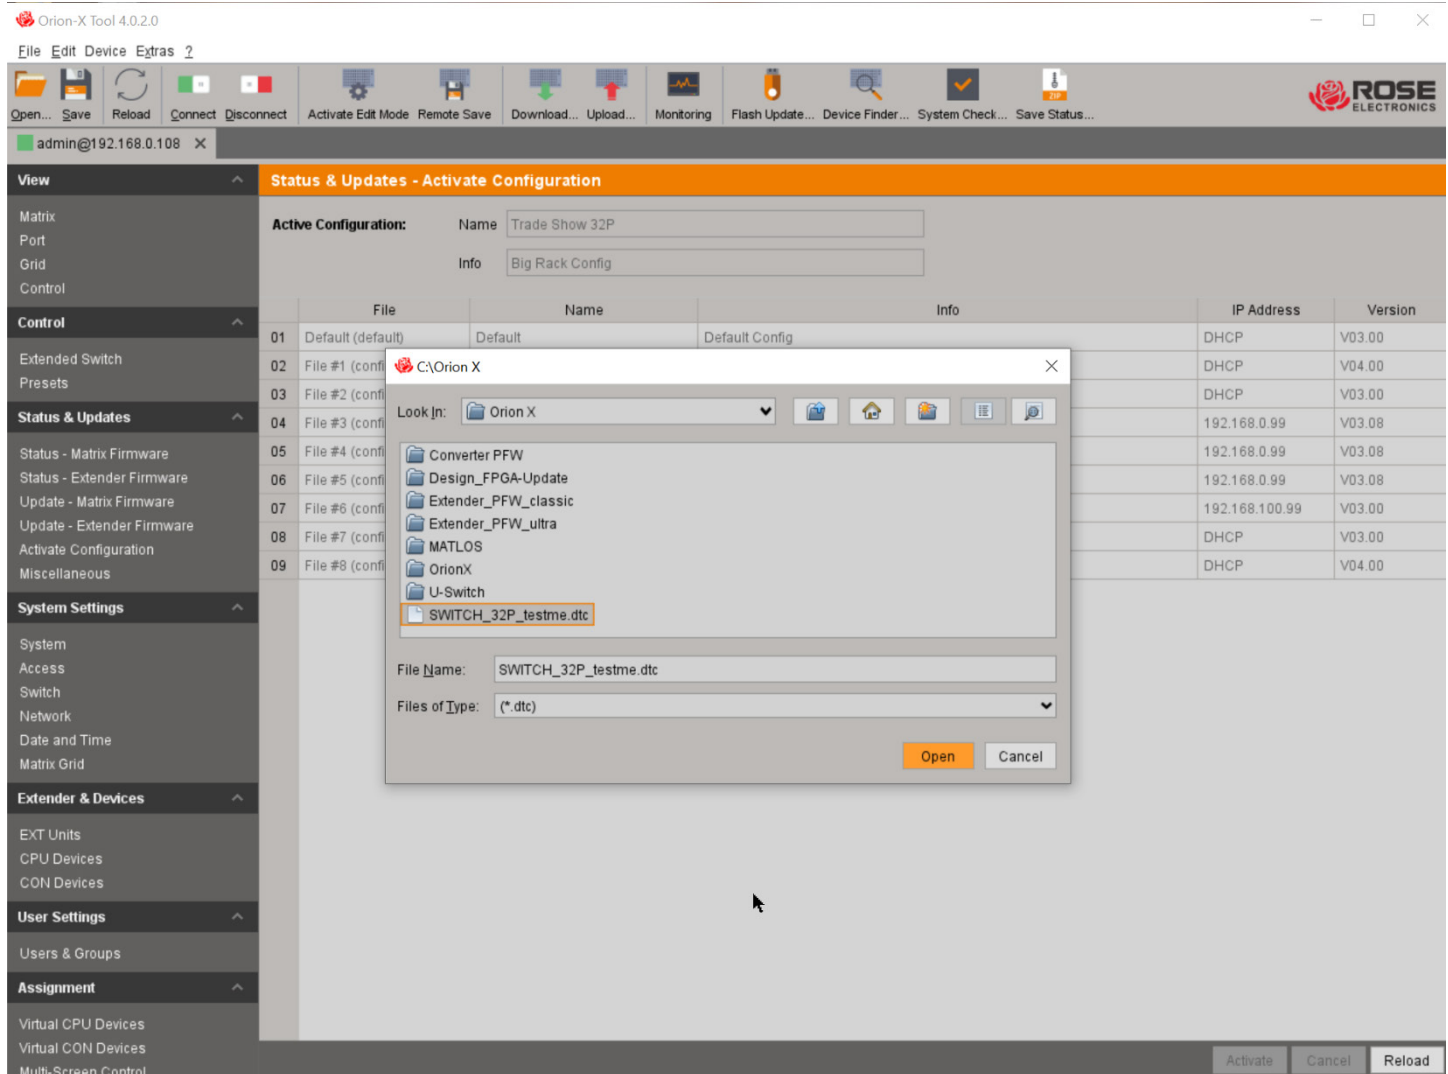 Orion-X Tool 4.0.2.0
File Edit Device Extras ?
Open... Save Reload Connect Disconnect Activate Edit Mode Remote Save Download... Upload... Monitoring Flash Update... Device Finder... System Check... Save Status...
ZIP
ROSE
ELECTRONICS
admin@192.168.0.108
View
Matrix
Port
Grid
Control
Control
Extended Switch
Presets
Status & Updates
Status - Matrix Firmware
Status - Extender Firmware
Update - Matrix Firmware
Update - Extender Firmware
Activate Configuration
Miscellaneous
System Settings
System
Access
Switch
Network
Date and Time
Matrix Grid
Extender & Devices
EXT Units
CPU Devices
CON Devices
User Settings
Users & Groups
Assignment
Virtual CPU Devices
Virtual CON Devices
Multi-Screen Control
Status & Updates - Activate Configuration
Active Configuration: Name Trade Show 32P
Info Big Rack Config
File Name Info IP Address Version
01 Default (default) Default Default Config DHCP V03.00
02 File #1 (confi DHCP V04.00
03 File #2 (confi DHCP V03.00
04 File #3 (confi 192.168.0.99 V03.08
05 File #4 (confi 192.168.0.99 V03.08
06 File #5 (confi 192.168.0.99 V03.08
07 File #6 (confi 192.168.100.99 V03.00
08 File #7 (confi DHCP V03.00
09 File #8 (confi DHCP V04.00
C:\Orion X
Look In: Orion X
Converter PFW
Design_FPGA-Update
Extender_PFW_classic
Extender_PFW_ultra
MATLOS
OrionX
U-Switch
SWITCH_32P_testme.dtc
File Name: SWITCH_32P_testme.dtc
Files of Type: (*.dtc)
Open Cancel
Activate Cancel Reload